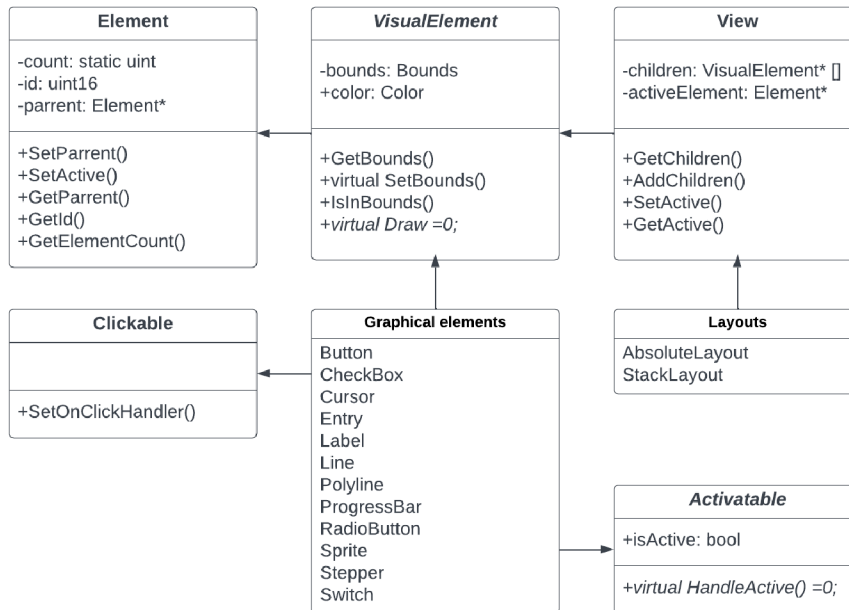 Element
-count: static uint
-id: uint16
-parrent: Element*
+SetParrent()
+SetActive()
+GetParrent()
+GetId()
+GetElementCount()
VisualElement
-bounds: Bounds
+color: Color
+GetBounds()
+virtual SetBounds()
+IsInBounds()
+virtual Draw =0;
View
-children: VisualElement* []
-activeElement: Element*
+GetChildren()
+AddChildren()
+SetActive()
+GetActive()
Clickable
+SetOnClickHandler()
Graphical elements
Button
CheckBox
Cursor
Entry
Label
Line
Polyline
ProgressBar
RadioButton
Sprite
Stepper
Switch
Layouts
AbsoluteLayout
StackLayout
Activatable
+isActive: bool
+virtual HandleActive() =0;